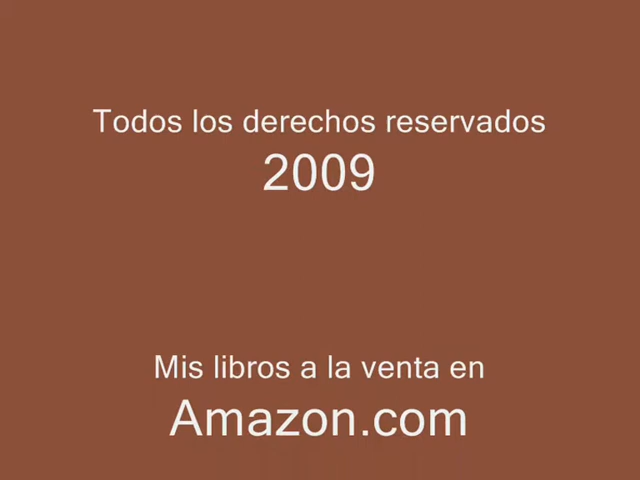 Todos los derechos reservados
2009
Mis libros a la venta en
Amazon.com